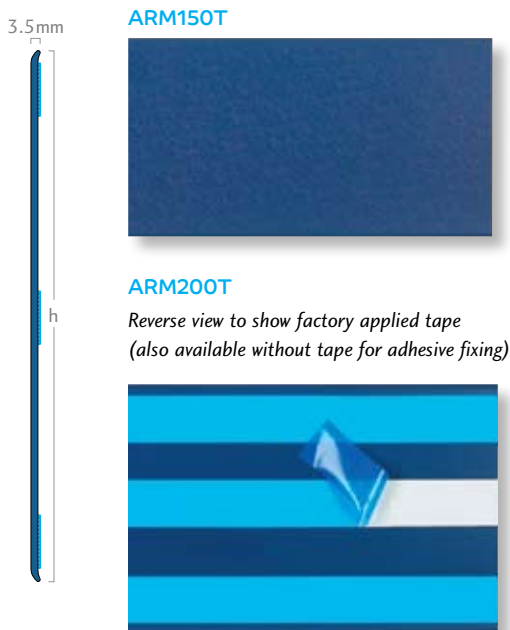 3.5mm
h
ARM150T
ARM200T
Reverse view to show factory applied tape
(also available without tape for adhesive fixing)